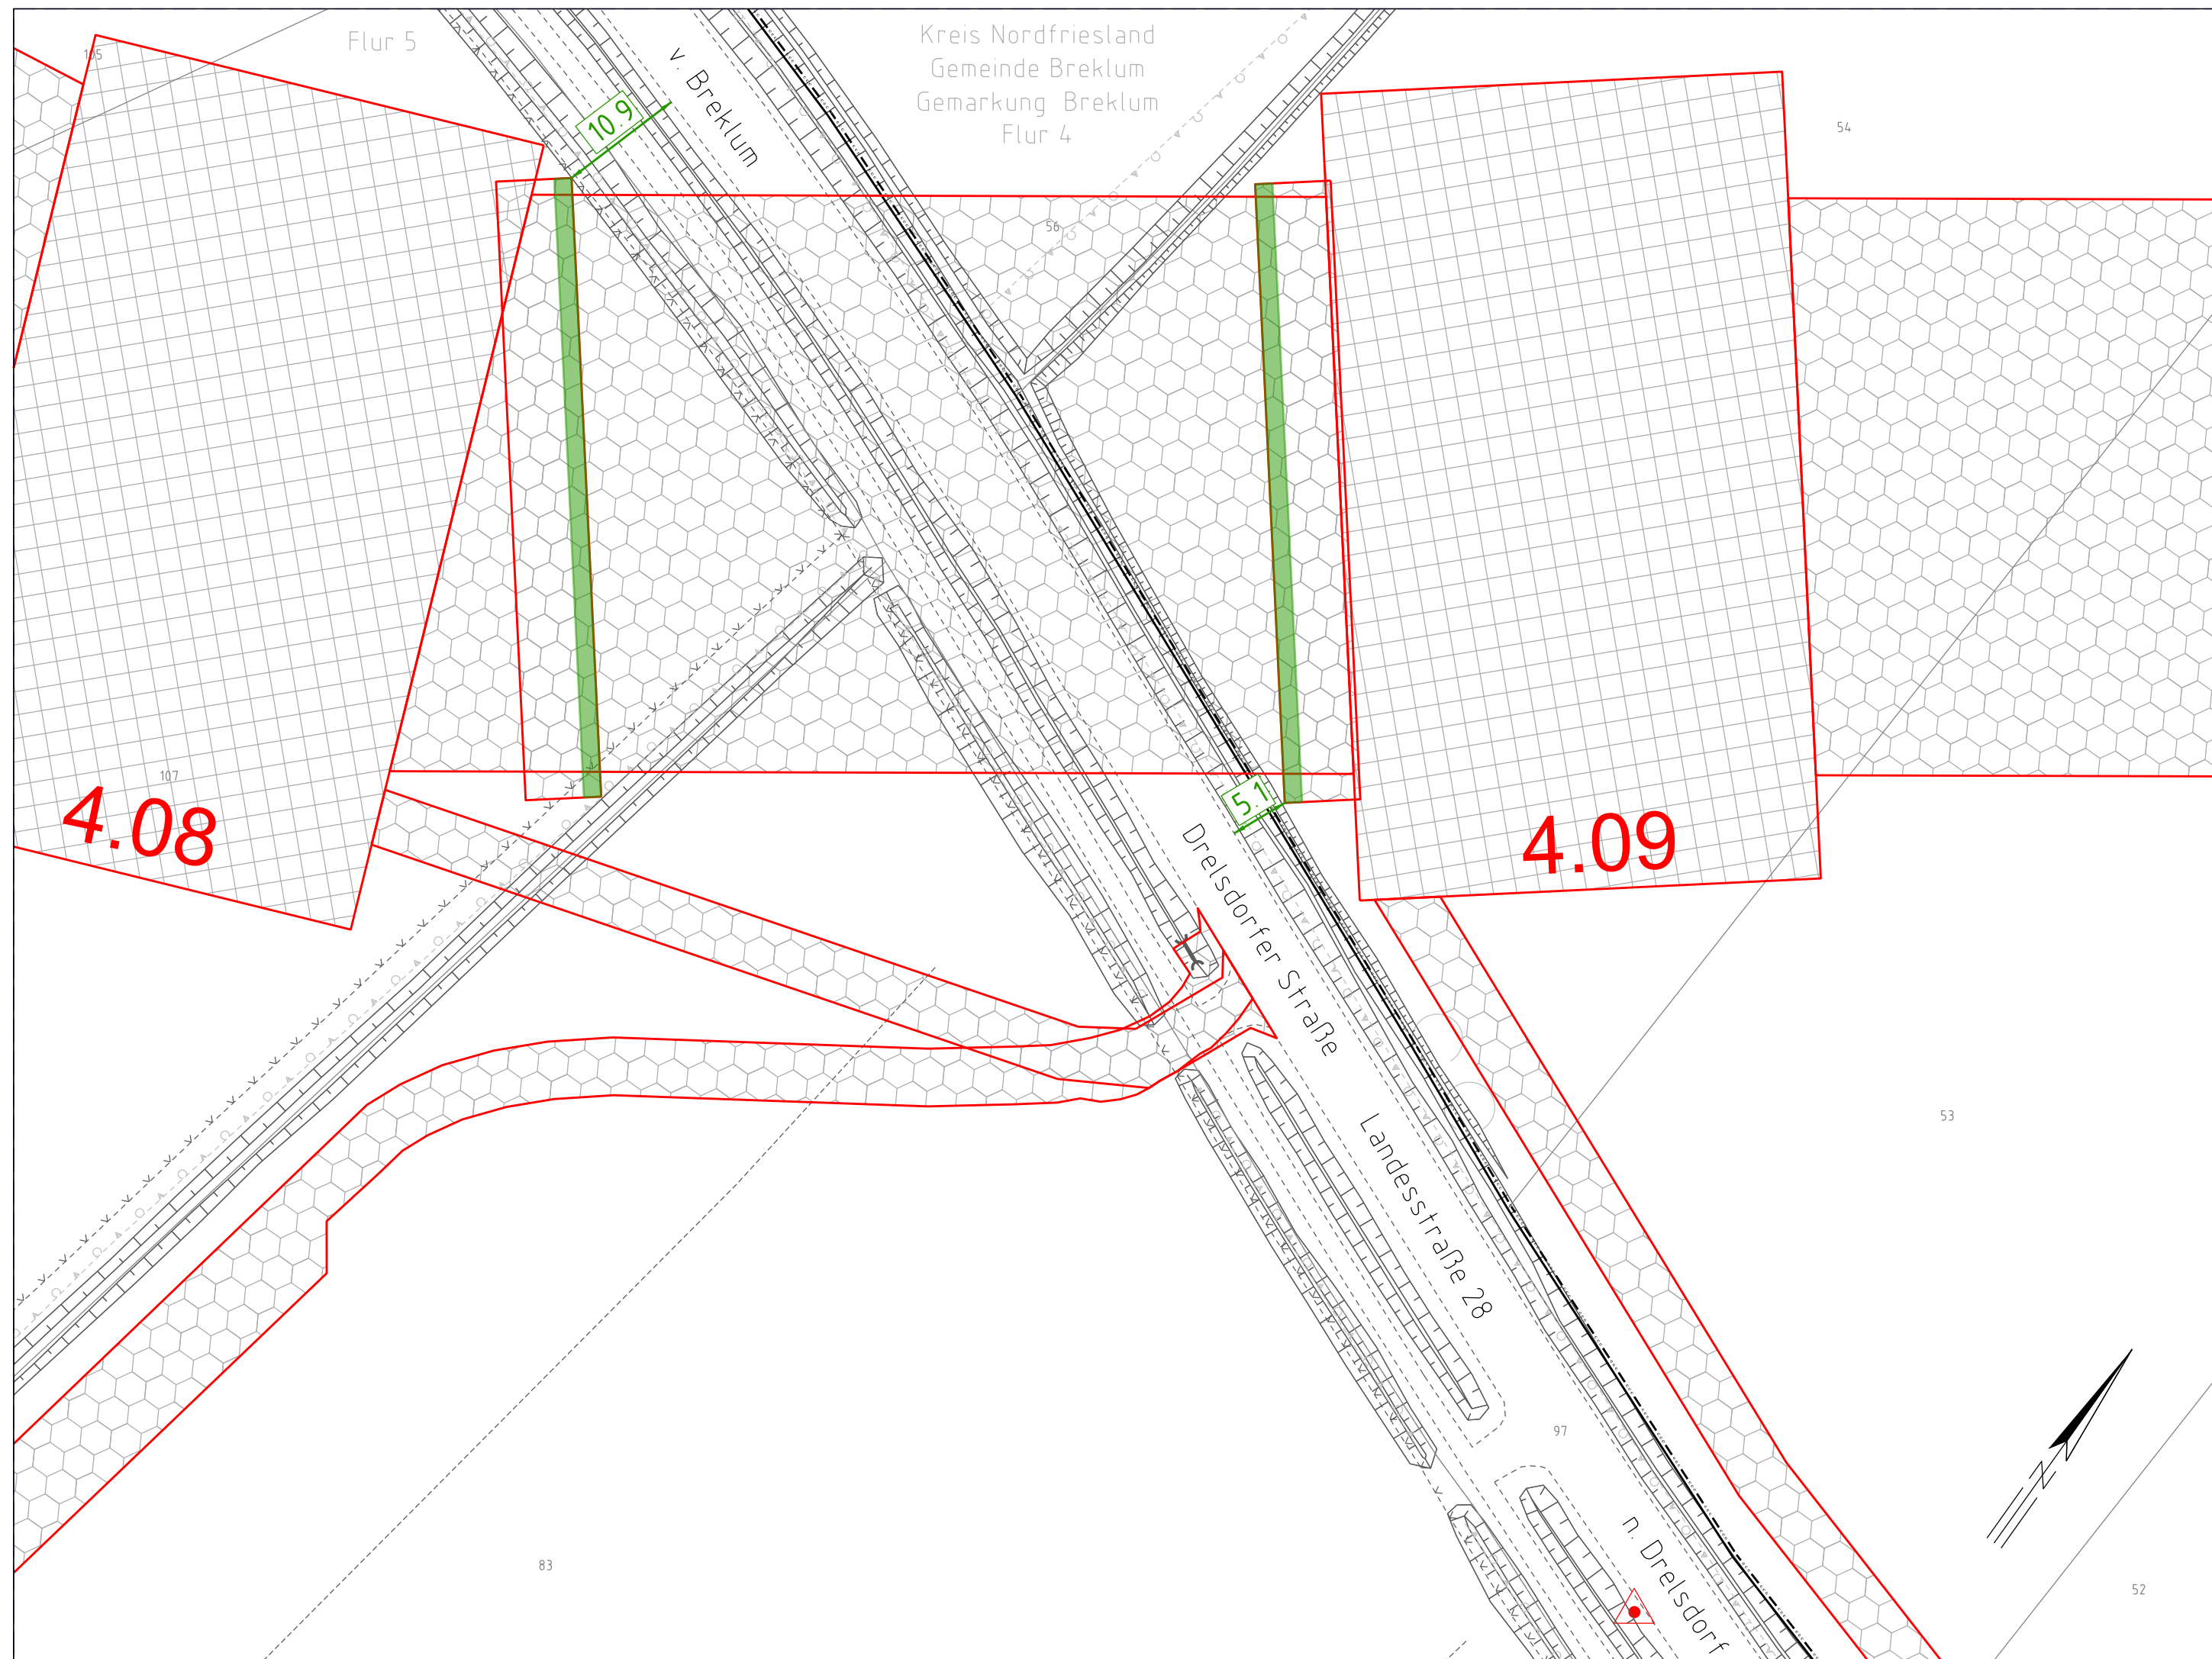 105
Flur 5
Kreis Nordfriesland
Gemeinde Breklum
Gemarkung Breklum
Flur 4
v. Breklum
10.9
54
56
107
4.08
5.1
4.09
Drelsdorfer Straße
Landesstraße 28
53
97
N
83
n. Drelsdorf
52